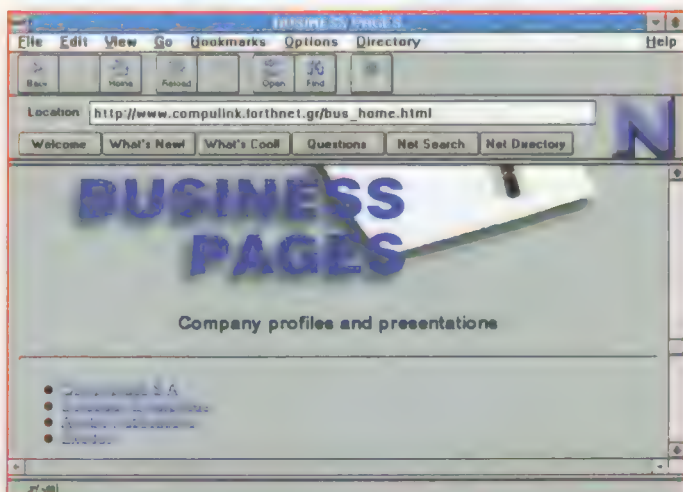 BUSINESS PAGES
File Edit View Go Bookmarks Options Directory Help
Back Home Reload Open Find
Location http://www.compulink.forthnet.gr/bus_home.html
Welcome What's New! What's Cool! Questions Net Search Net Directory
N
BUSINESS
PAGES
Company profiles and presentations